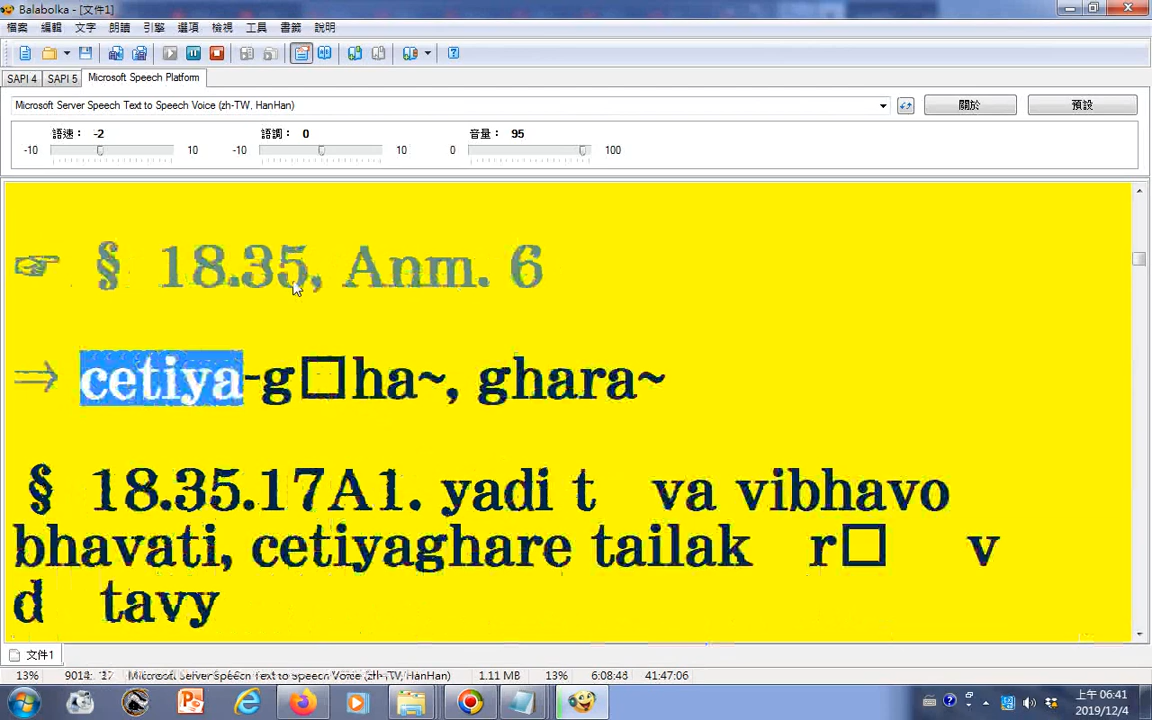 Balabolka - [文件1]
檔案 編輯 文字 朗讀 引擎 選項 檢視 工具 書籤 說明
SAPI 4 SAPI 5 Microsoft Speech Platform
Microsoft Server Speech Text to Speech Voice (zh-TW, HanHan) 關於 預設
語速： -2 語調： 0 音量： 95
-10 10 -10 10 0 100
☞ § 18.35, Anm. 6
⇒ cetiya-g□ha~, ghara~
§ 18.35.17A1. yadi t va vibhavo
bhavati, cetiyaghare tailak r□ v
d tavy
文件1
13% 9014: 17 Microsoft Server Speech Text to Speech Voice (zh-TW, HanHan) 1.11 MB 13% 6:08:48 41:47:06
上午 06:41
2019/12/4